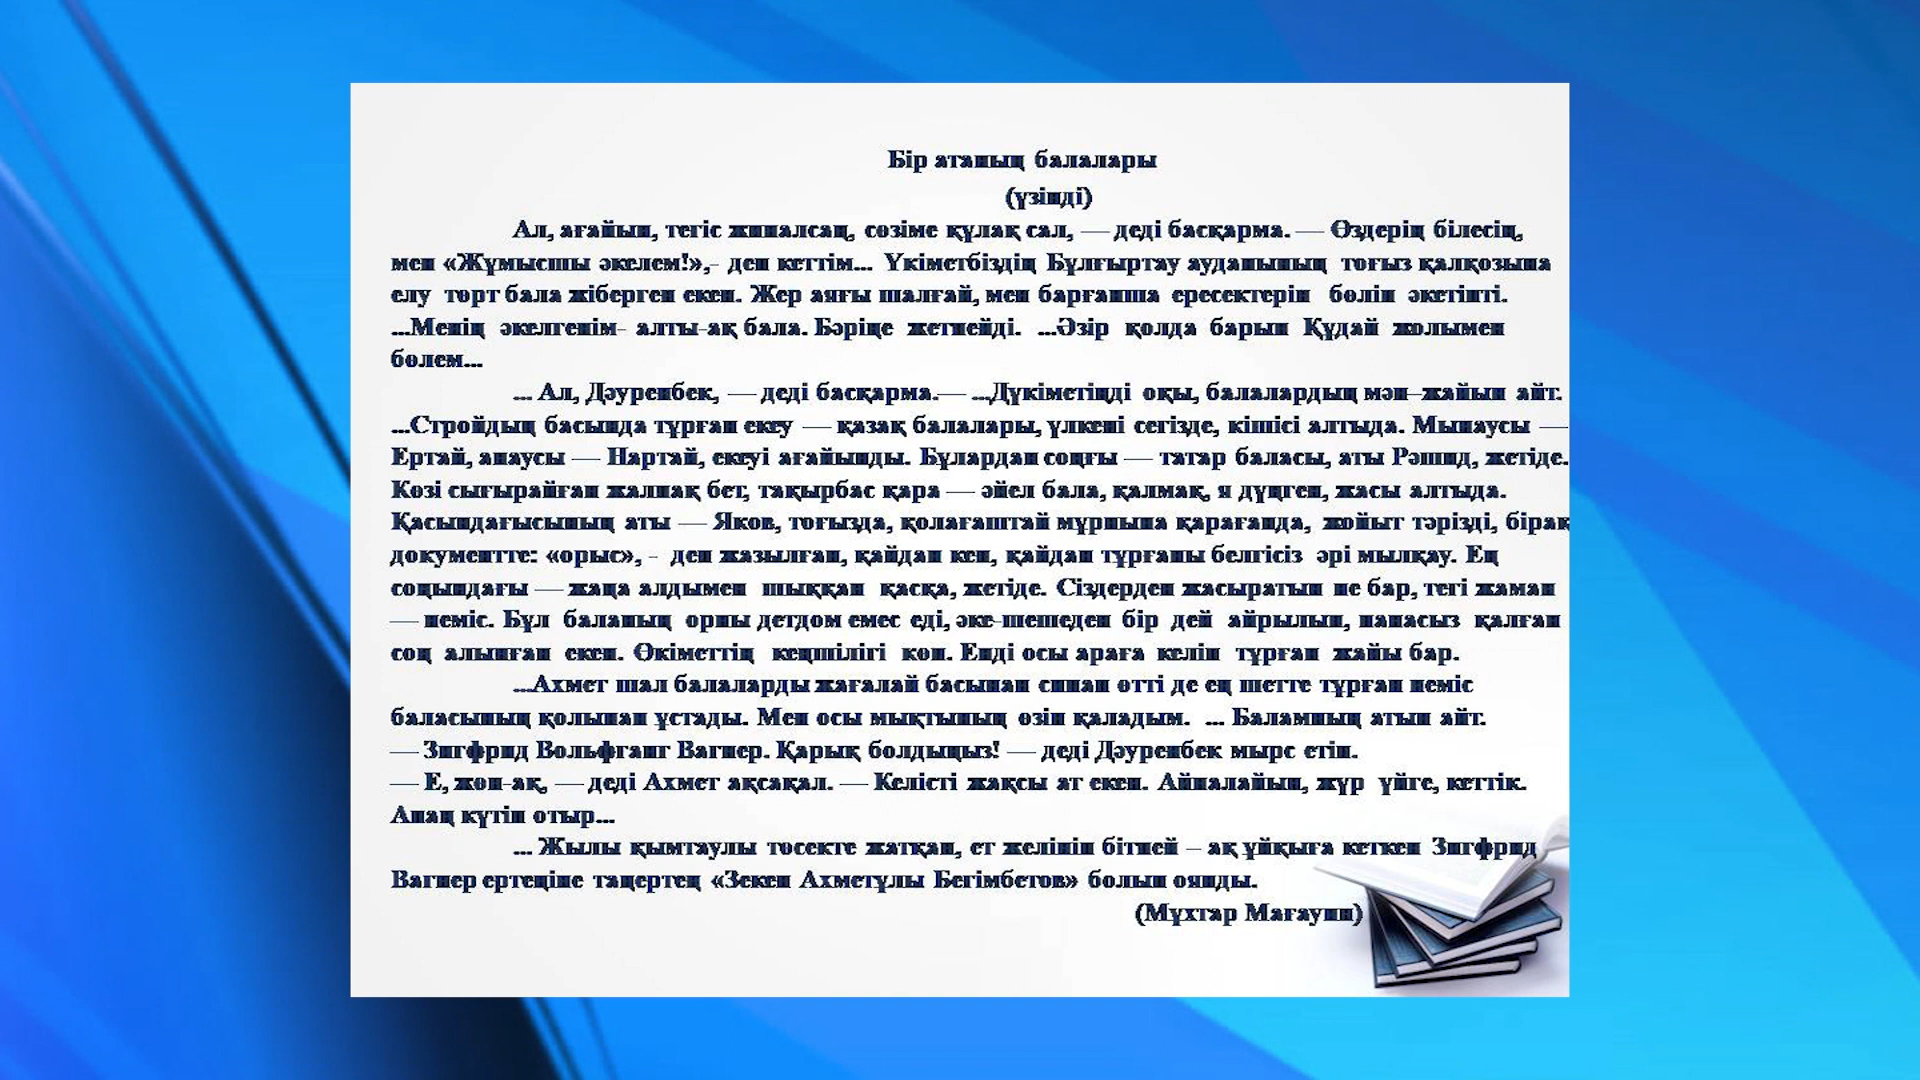 Бір атаның балалары
(үзінді)
Ал, ағайын, тегіс жиналсаң, сөзіме құлақ сал, — деді басқарма. — Өздерің білесің,
мен «Жұмысшы әкелем!»,- деп кеттім... Үкіметбіздің Бұлғыртау ауданының тоғыз қалқозына
елу төрт бала жіберген екен. Жер аяғы шалғай, мен барғанша ересектерін бөліп әкетіпті.
...Менің әкелгенім- алты-ақ бала. Бәріңе жетпейді. ...Әзір қолда барын Құдай жолымен
бөлем...
... Ал, Дәуренбек, — деді басқарма.— ...Дүкіметіңді оқы, балалардың мән–жайын айт.
...Стройдың басында тұрған екеу — қазақ балалары, үлкені сегізде, кішісі алтыда. Мынаусы —
Ертай, анаусы — Нартай, екеуі ағайынды. Бұлардан соңғы — татар баласы, аты Рәшид, жетіде.
Көзі сығырайған жалпақ бет, тақырбас қара — әйел бала, қалмақ, я дүңген, жасы алтыда.
Қасындағысының аты — Яков, тоғызда, қолағаштай мұрнына қарағанда, жойыт тәрізді, бірақ
документте: «орыс», - деп жазылған, қайдан кеп, қайдан тұрғаны белгісіз әрі мылқау. Ең
соңындағы — жаңа алдымен шыққан қасқа, жетіде. Сіздерден жасыратын не бар, тегі жаман
— неміс. Бұл баланың орны детдом емес еді, әке-шешеден бір дей айрылып, панасыз қалған
соң алынған екен. Өкіметтің кеңшілігі көп. Енді осы араға келіп тұрған жайы бар.
...Ахмет шал балаларды жағалай басынан сипап өтті де ең шетте тұрған неміс
баласының қолынан ұстады. Мен осы мықтының өзін қаладым. ... Баламның атын айт.
— Зигфрид Вольфганг Вагнер. Қарық болдыңыз! — деді Дәуренбек мырс етіп.
— Е, жөн-ақ, — деді Ахмет ақсақал. — Келісті жақсы ат екен. Айналайын, жүр үйге, кеттік.
Апаң күтіп отыр...
... Жылы қымтаулы төсекте жатқан, ет желініп бітпей – ақ ұйқыға кеткен Зигфрид
Вагнер ертеңіне таңертең «Зекен Ахметұлы Бегімбетов» болып оянды.
(Мұхтар Мағауин)